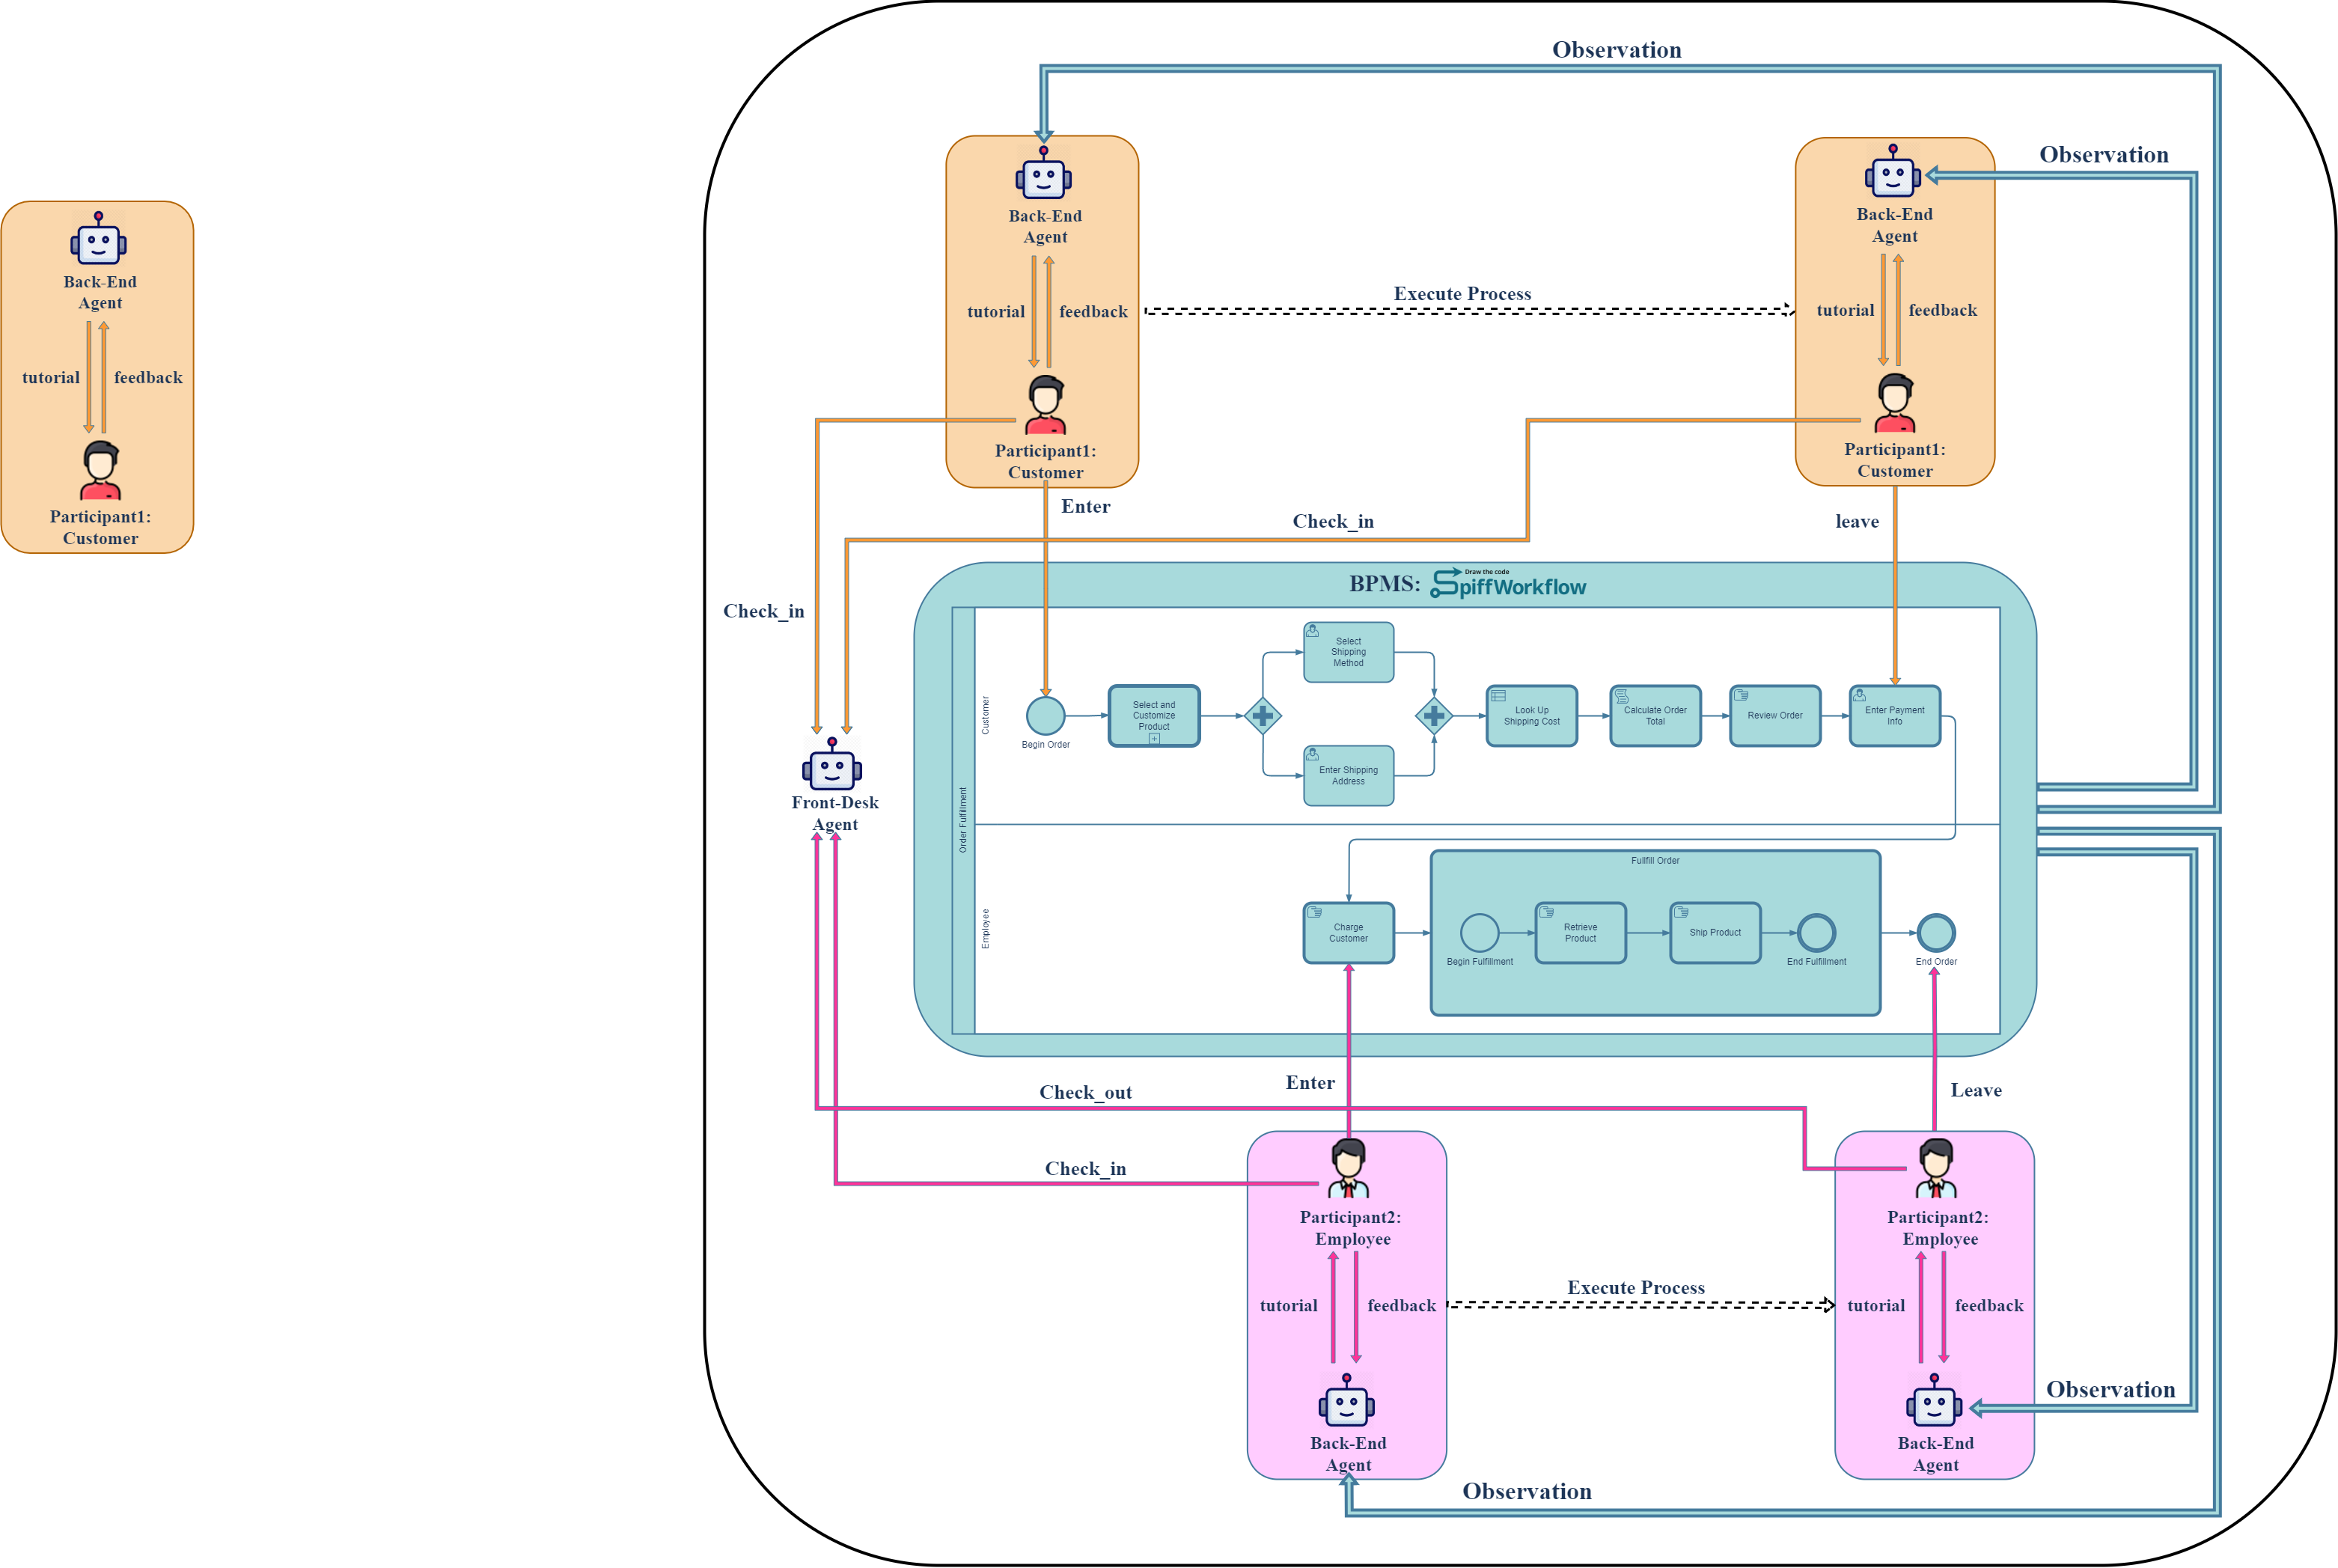 Observation
Observation
Back-End
Agent
tutorial
feedback
Participant1:
Customer
Back-End
Agent
tutorial
feedback
Participant1:
Customer
Execute Process
Back-End
Agent
tutorial
feedback
Participant1:
Customer
Enter
Check_in
leave
Check_in
BPMS:
Draw the code
SpiffWorkflow
Order Fulfillment
Customer
Begin Order
Select and
Customize
Product
Select
Shipping
Method
Enter Shipping
Address
Look Up
Shipping Cost
Calculate Order
Total
Review Order
Enter Payment
Info
Front-Desk
Agent
Employee
Charge
Customer
Fullfill Order
Begin Fulfillment
Retrieve
Product
Ship Product
End Fulfillment
End Order
Enter
Check_out
Leave
Check_in
Participant2:
Employee
tutorial
feedback
Back-End
Agent
Execute Process
Participant2:
Employee
tutorial
feedback
Back-End
Agent
Observation
Observation